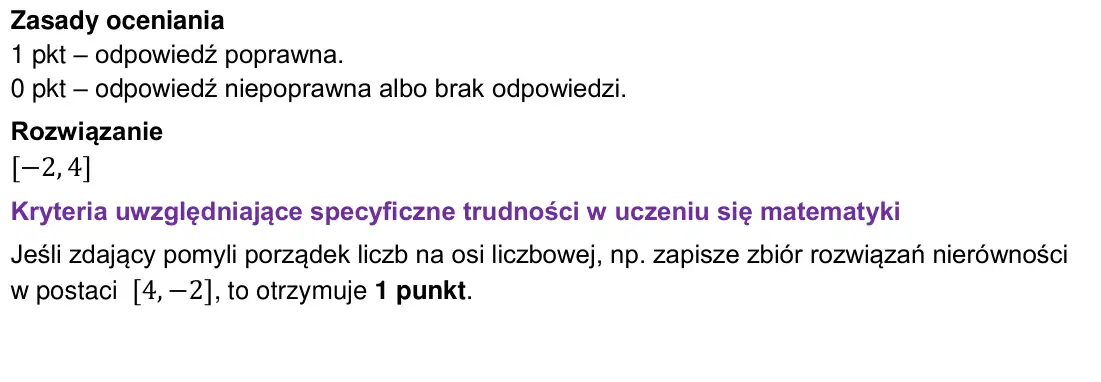 Zasady oceniania
1 pkt – odpowiedź poprawna.
0 pkt – odpowiedź niepoprawna albo brak odpowiedzi.
Rozwiązanie
[−2, 4]
Kryteria uwzględniające specyficzne trudności w uczeniu się matematyki
Jeśli zdający pomyli porządek liczb na osi liczbowej, np. zapisze zbiór rozwiązań nierówności
w postaci [4, −2], to otrzymuje 1 punkt.